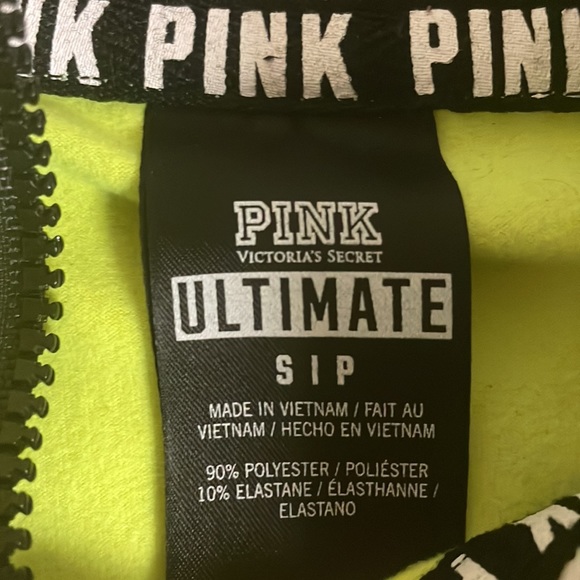 PINK PINK
PINK
VICTORIA'S SECRET
ULTIMATE
S | P
MADE IN VIETNAM / FAIT AU
VIETNAM / HECHO EN VIETNAM
90% POLYESTER / POLIÉSTER
10% ELASTANE / ÉLASTHANNE /
ELASTANO